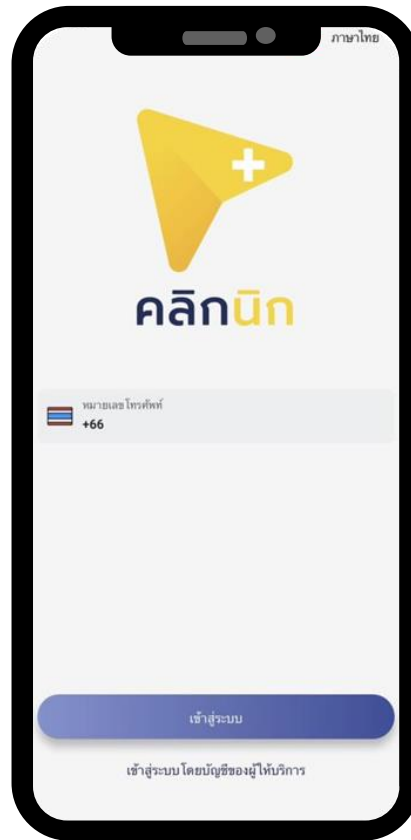 ภาษาไทย
คลิกนิก
หมายเลขโทรศัพท์
+66
เข้าสู่ระบบ
เข้าสู่ระบบโดยบัญชีของผู้ให้บริการ